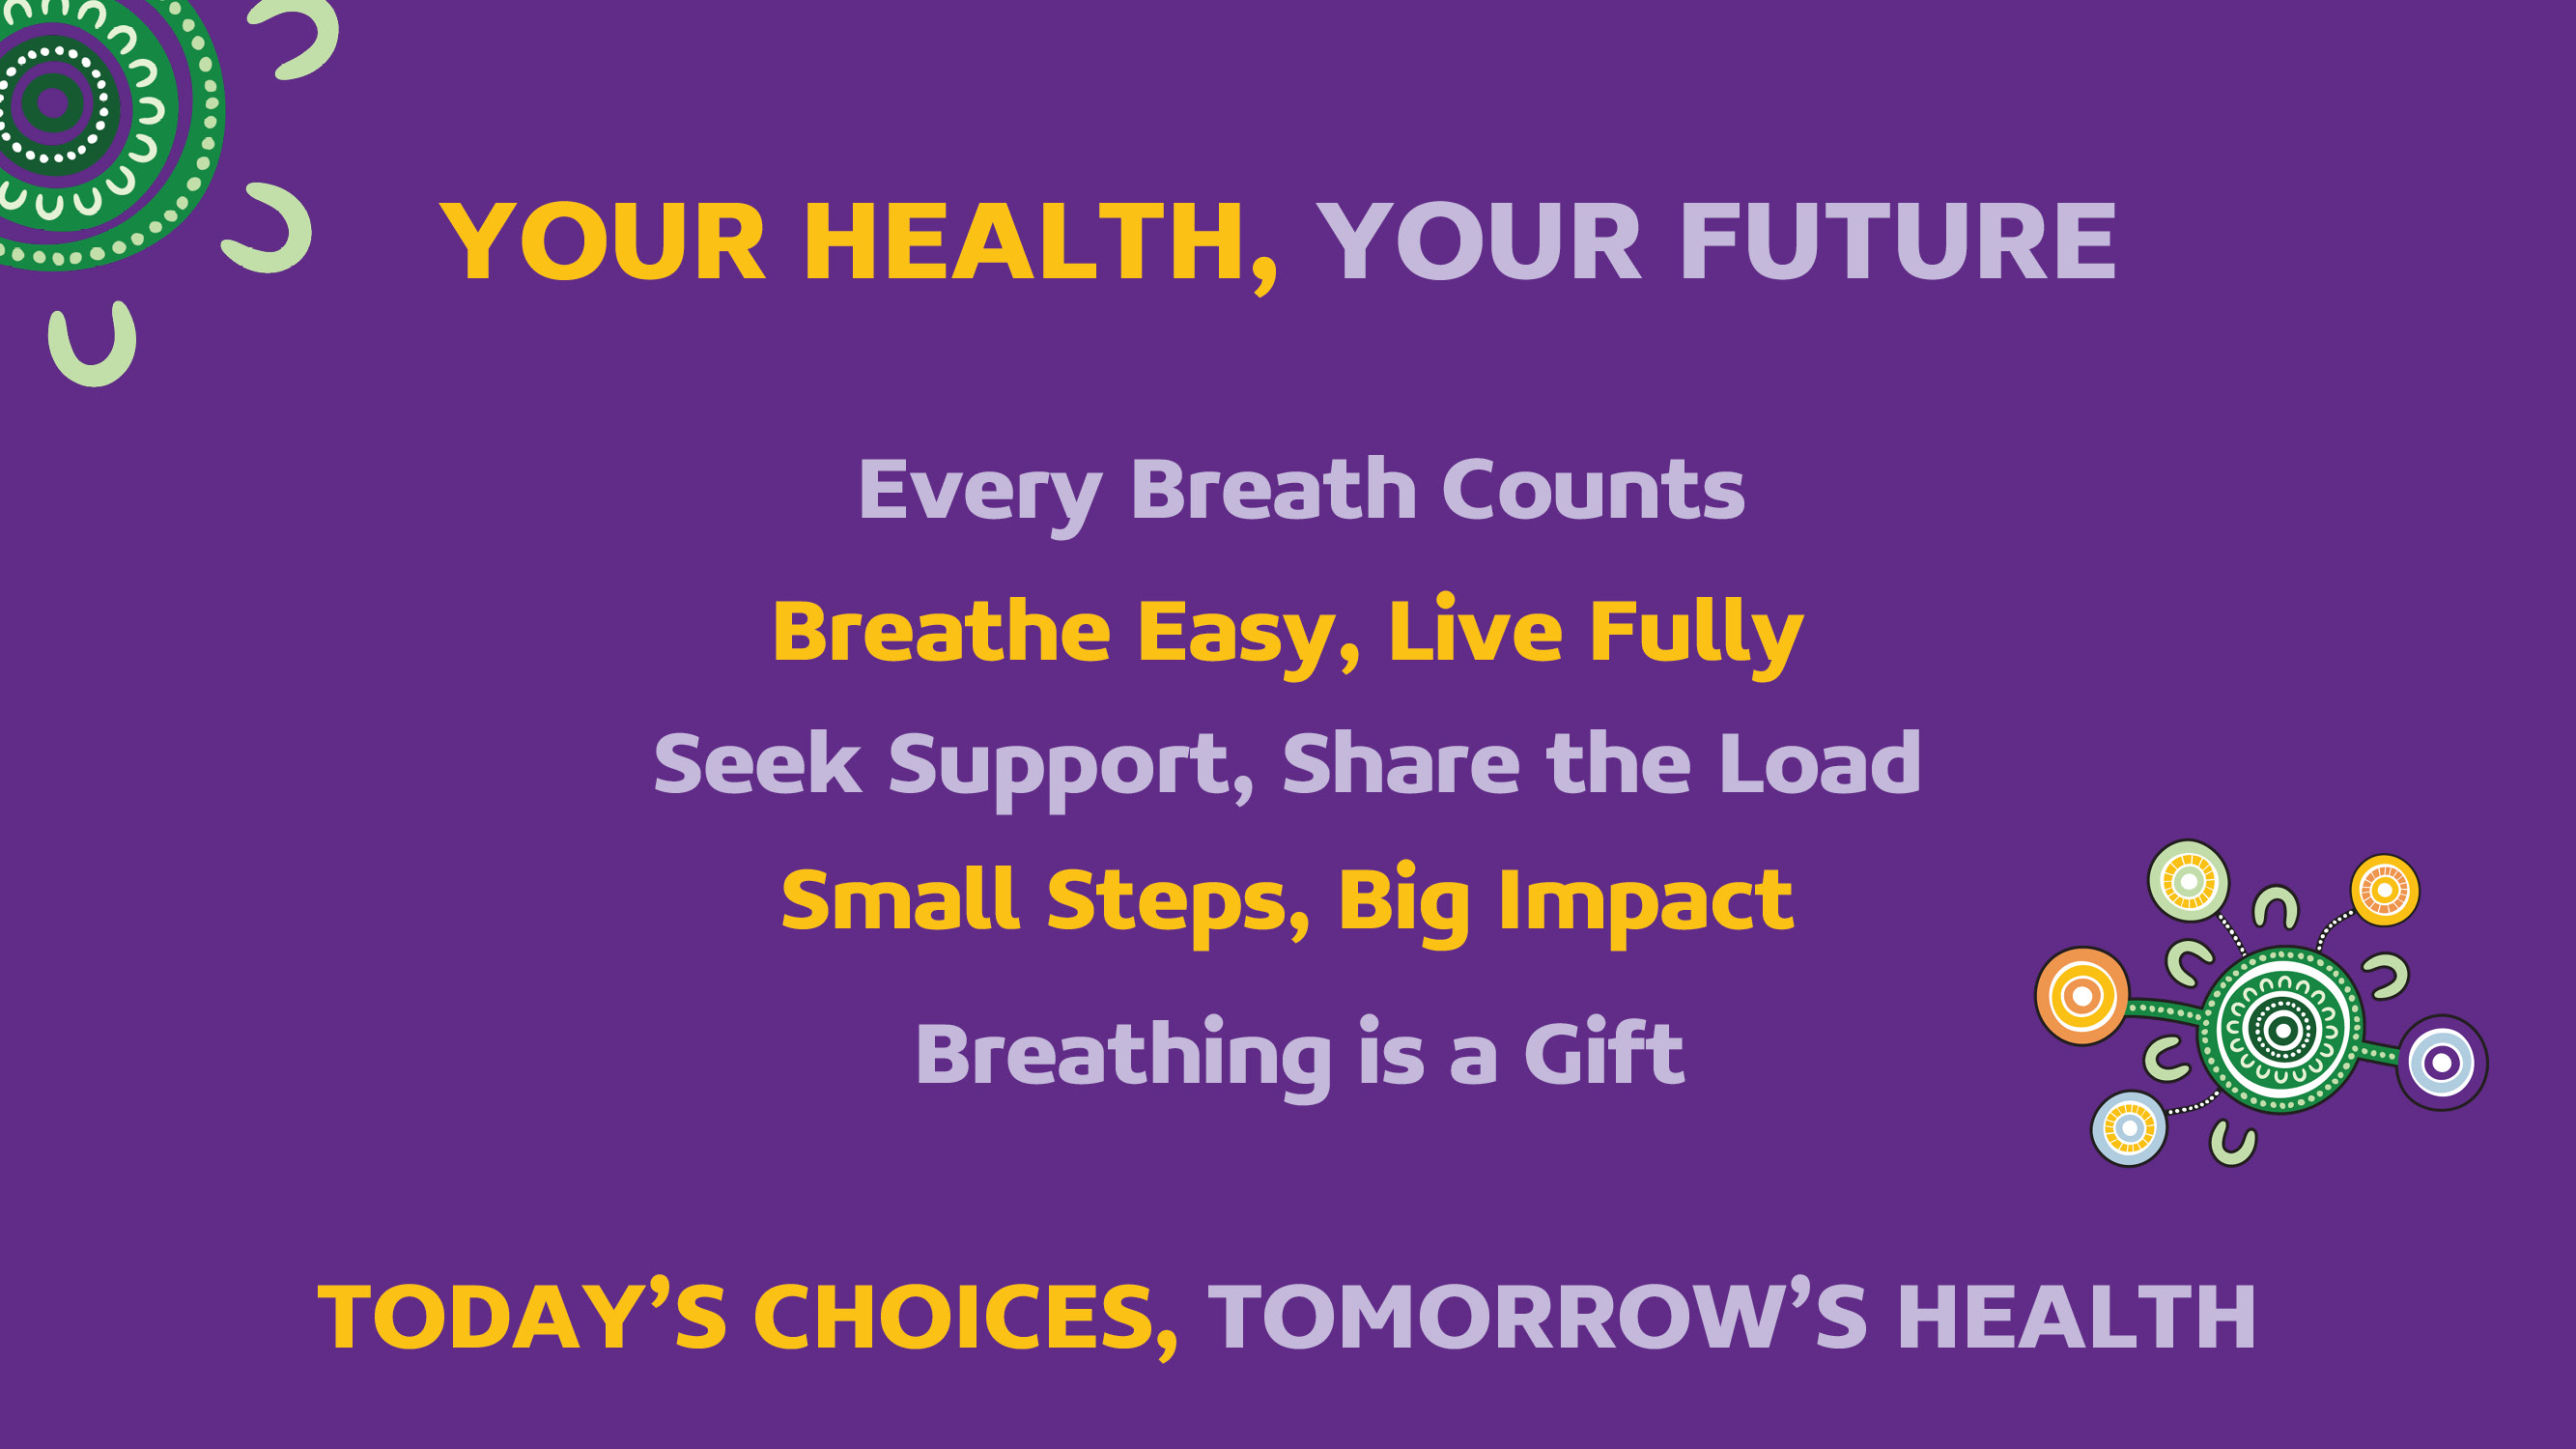 YOUR HEALTH, YOUR FUTURE
Every Breath Counts
Breathe Easy, Live Fully
Seek Support, Share the Load
Small Steps, Big Impact
Breathing is a Gift
TODAY’S CHOICES, TOMORROW’S HEALTH